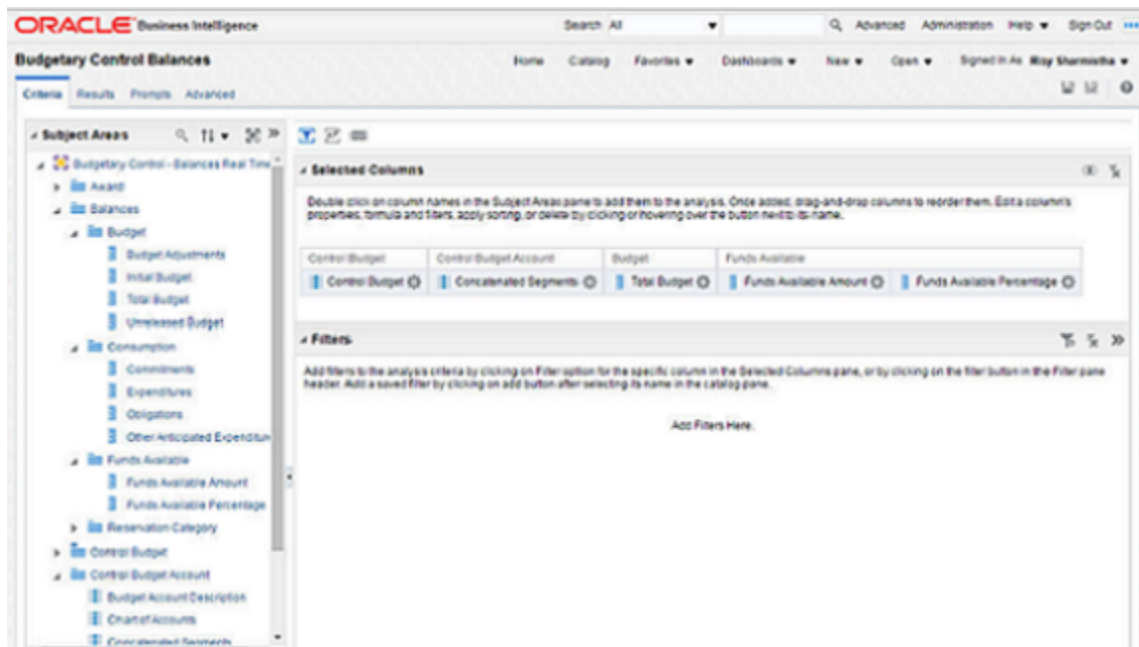 ORACLE Business Intelligence Search All Advanced Administration Help Sign Out
Budgetary Control Balances Home Catalog Favorites Dashboards New Open Signed In As Roy Sharmistha
Criteria Results Prompts Advanced
Subject Areas
Budgetary Control - Balances Real Time
Award
Balances
Budget
Budget Adjustments
Initial Budget
Total Budget
Unreleased Budget
Consumption
Commitments
Expenditures
Obligations
Other Anticipated Expenditur
Funds Available
Funds Available Amount
Funds Available Percentage
Reservation Category
Control Budget
Control Budget Account
Budget Account Description
Chart of Accounts
Concatenated Segments
Selected Columns
Double click on column names in the Subject Areas pane to add them to the analysis. Once added, drag-and-drop columns to reorder them. Edit a column's
properties, formula and filters, apply sorting, or delete by clicking or hovering over the button next to its name.
Control Budget Control Budget Account Budget Funds Available
Control Budget Concatenated Segments Total Budget Funds Available Amount Funds Available Percentage
Filters
Add filters to the analysis criteria by clicking on Filter option for the specific column in the Selected Columns pane, or by clicking on the filter button in the Filter pane
header. Add a saved filter by clicking on add button after selecting its name in the catalog pane.
Add Filters Here.